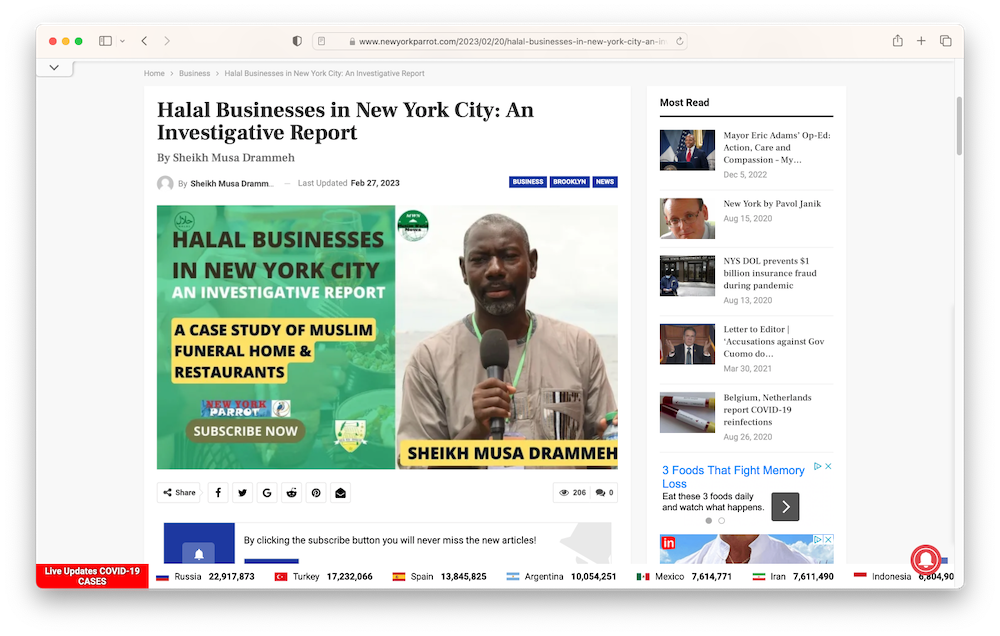 www.newyorkparrot.com/2023/02/20/halal-businesses-in-new-york-city-an-in
Home > Business > Halal Businesses in New York City: An Investigative Report
Halal Businesses in New York City: An
Investigative Report
By Sheikh Musa Drammeh
By Sheikh Musa Dramm... — Last Updated Feb 27, 2023
BUSINESS BROOKLYN NEWS
HALAL BUSINESSES
IN NEW YORK CITY
AN INVESTIGATIVE REPORT
A CASE STUDY OF MUSLIM
FUNERAL HOME &
RESTAURANTS
NEW YORK
PARROT
SUBSCRIBE NOW
SHEIKH MUSA DRAMMEH
Share
206
0
By clicking the subscribe button you will never miss the new articles!
Most Read
Mayor Eric Adams' Op-Ed:
Action, Care and
Compassion - My...
Dec 5, 2022
New York by Pavol Janik
Aug 15, 2020
NYS DOL prevents $1
billion insurance fraud
during pandemic
Aug 13, 2020
Letter to Editor |
'Accusations against Gov
Cuomo do...
Mar 30, 2021
Belgium, Netherlands
report COVID-19
reinfections
Aug 26, 2020
3 Foods That Fight Memory
Loss
Eat these 3 foods daily
and watch what happens.
in
Live Updates COVID-19
CASES
Russia 22,917,873 Turkey 17,232,066 Spain 13,845,825 Argentina 10,054,251 Mexico 7,614,771 Iran 7,611,490 Indonesia 6,804,90